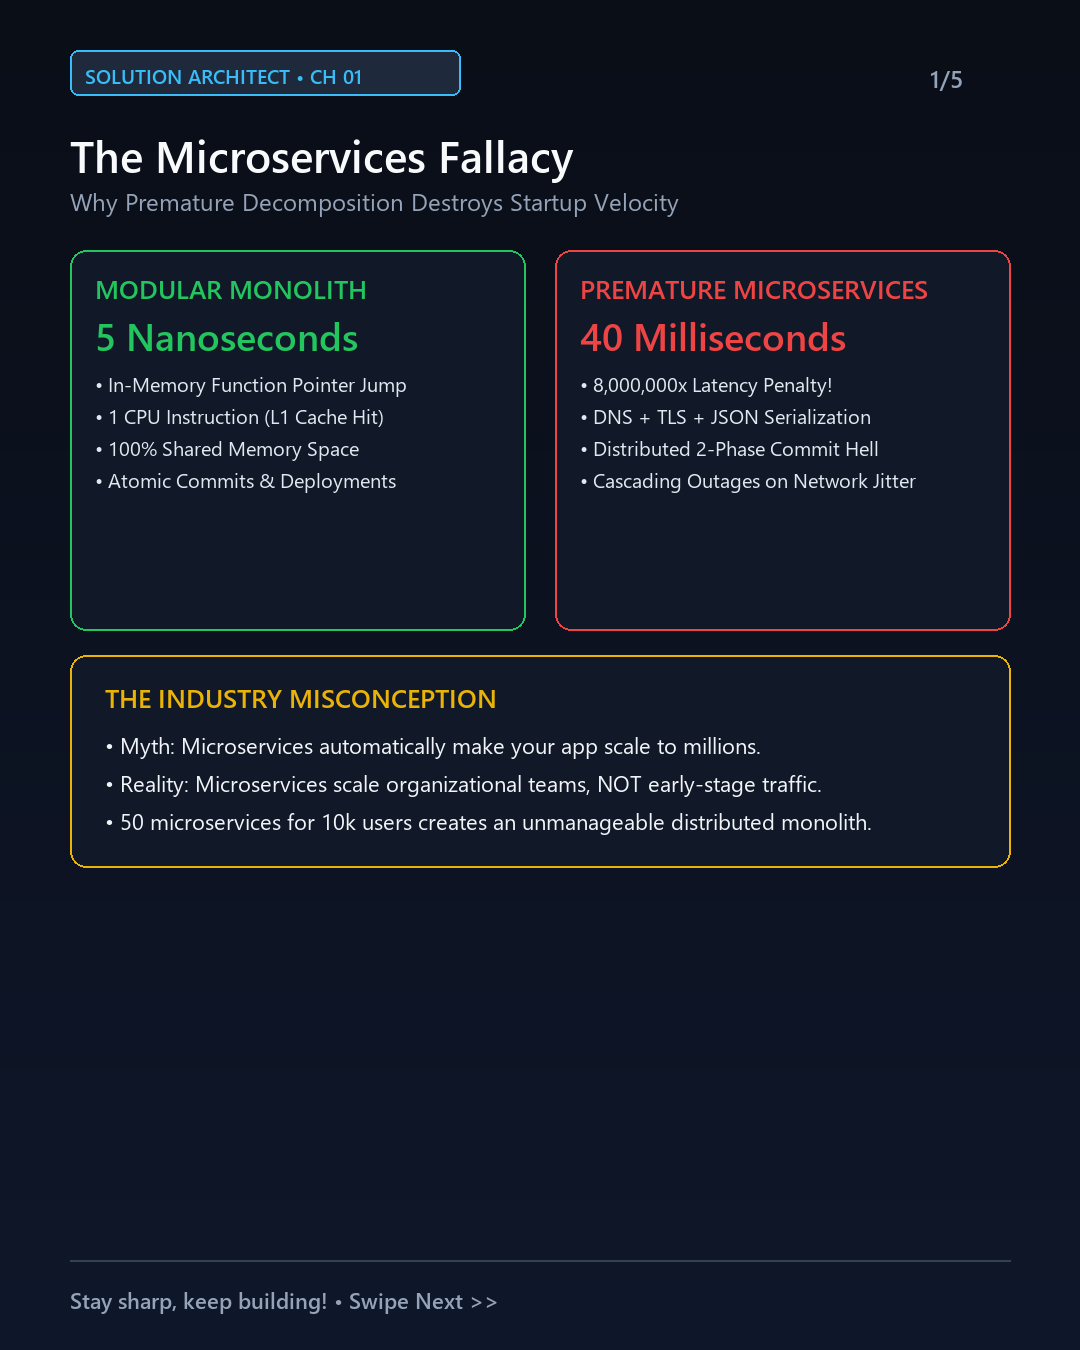 SOLUTION ARCHITECT • CH 01
1/5
The Microservices Fallacy
Why Premature Decomposition Destroys Startup Velocity
MODULAR MONOLITH
5 Nanoseconds
• In-Memory Function Pointer Jump
• 1 CPU Instruction (L1 Cache Hit)
• 100% Shared Memory Space
• Atomic Commits & Deployments
PREMATURE MICROSERVICES
40 Milliseconds
• 8,000,000x Latency Penalty!
• DNS + TLS + JSON Serialization
• Distributed 2-Phase Commit Hell
• Cascading Outages on Network Jitter
THE INDUSTRY MISCONCEPTION
• Myth: Microservices automatically make your app scale to millions.
• Reality: Microservices scale organizational teams, NOT early-stage traffic.
• 50 microservices for 10k users creates an unmanageable distributed monolith.
Stay sharp, keep building! • Swipe Next >>